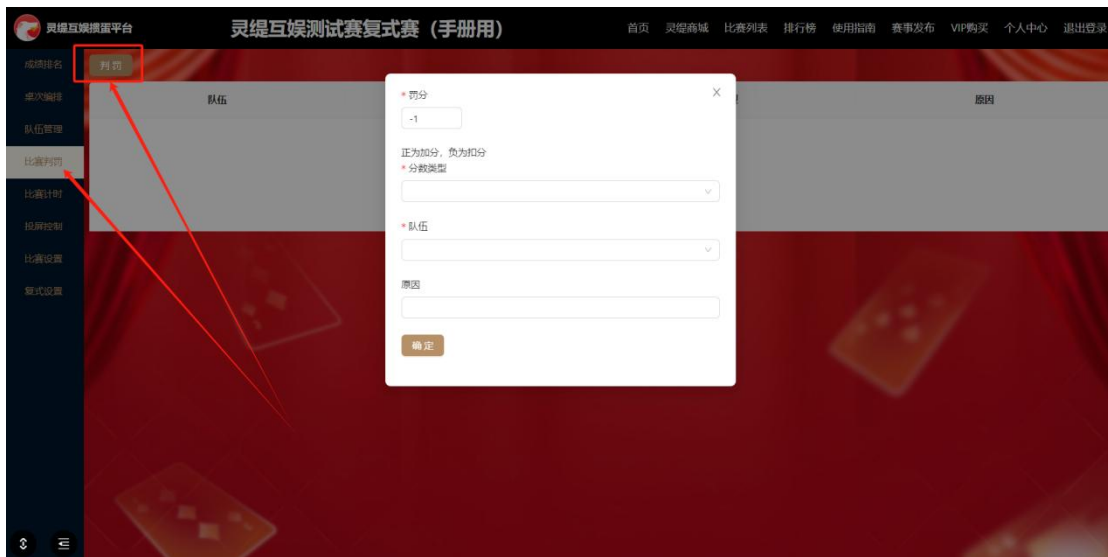 灵缇互娱掼蛋平台
灵缇互娱测试赛复式赛（手册用）
首页 灵缇商城 比赛列表 排行榜 使用指南 赛事发布 VIP购买 个人中心 退出登录
成绩排名
桌次编排
队伍管理
比赛判罚
比赛计时
投屏控制
比赛设置
复式设置
判罚
队伍
原因
* 罚分
-1
正为加分，负为扣分
* 分数类型
* 队伍
原因
确定